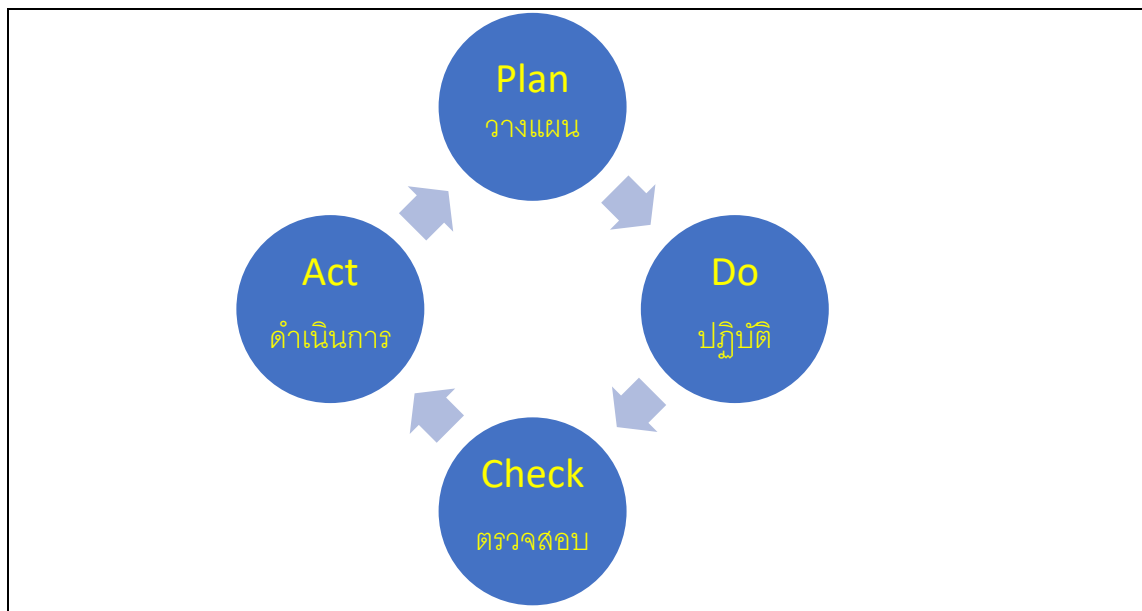 Plan
วางแผน
Do
ปฏิบัติ
Check
ตรวจสอบ
Act
ดำเนินการ